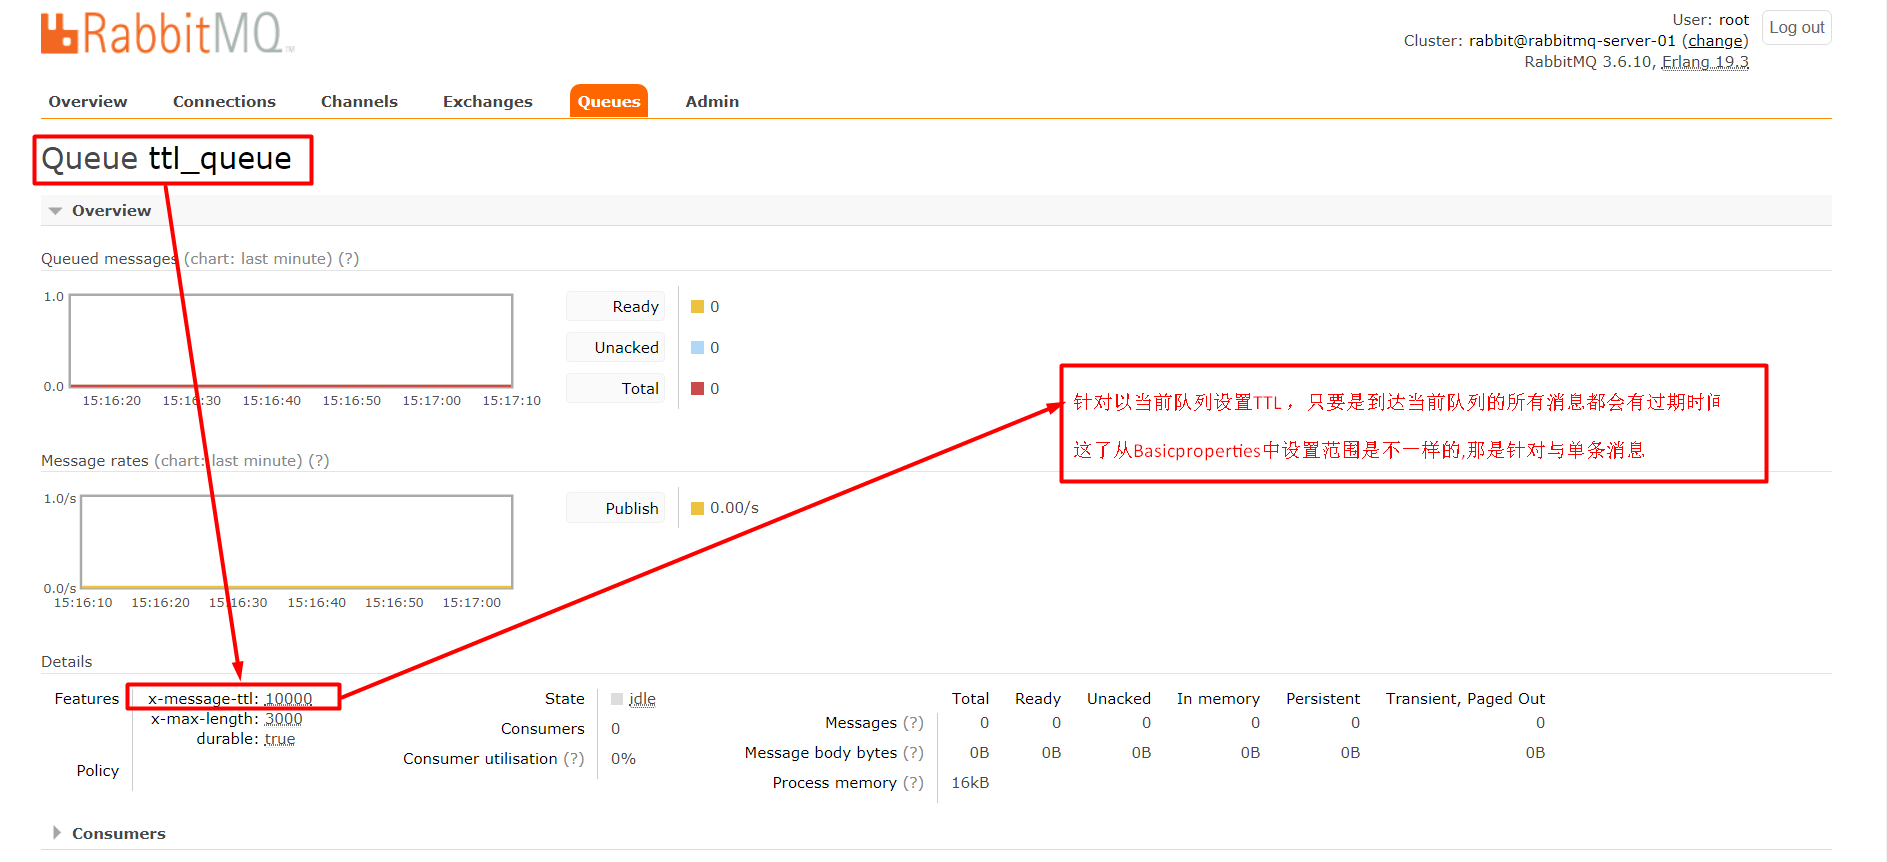 RabbitMQ™
User: root
Log out
Cluster: rabbit@rabbitmq-server-01 (change)
RabbitMQ 3.6.10, Erlang 19.3
Overview Connections Channels Exchanges Queues Admin
Queue ttl_queue
Overview
Queued messages (chart: last minute) (?)
1.0
0.0
15:16:20 15:16:30 15:16:40 15:16:50 15:17:00 15:17:10
Ready 0
Unacked 0
Total 0
针对以当前队列设置TTL，只要是到达当前队列的所有消息都会有过期时间
这了从Basicproperties中设置范围是不一样的,那是针对与单条消息
Message rates (chart: last minute) (?)
1.0/s
0.0/s
15:16:10 15:16:20 15:16:30 15:16:40 15:16:50 15:17:00
Publish 0.00/s
Details
Features x-message-ttl: 10000
x-max-length: 3000
durable: true
Policy
State idle
Consumers 0
Consumer utilisation (?) 0%
Total Ready Unacked In memory Persistent Transient, Paged Out
Messages (?) 0 0 0 0 0 0
Message body bytes (?) 0B 0B 0B 0B 0B 0B
Process memory (?) 16kB
Consumers